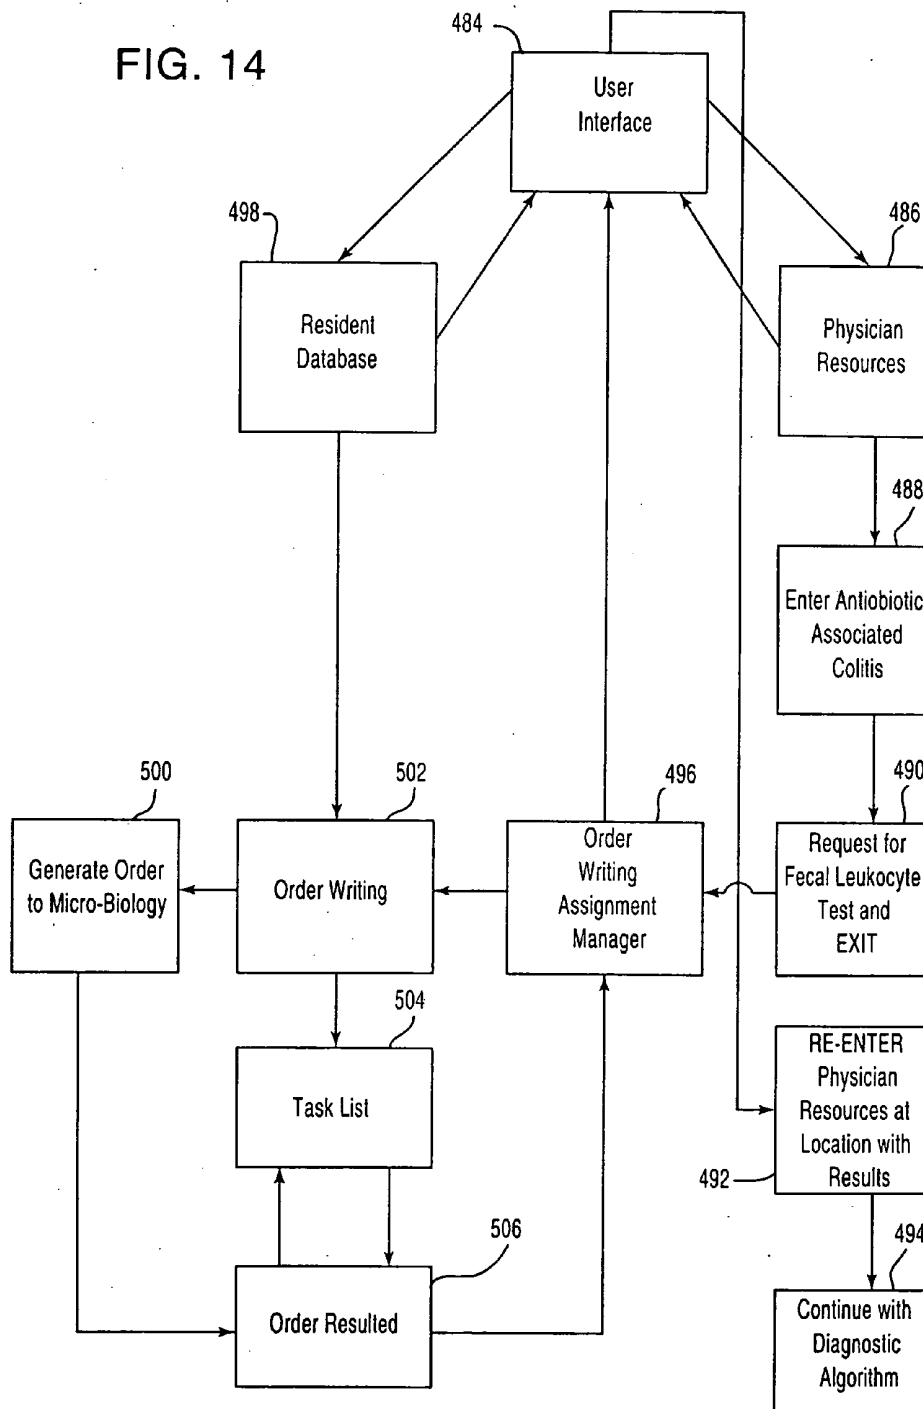 FIG. 14
484
User
Interface
498
Resident
Database
486
Physician
Resources
488
Enter Antiobiotic
Associated
Colitis
500
Generate Order
to Micro-Biology
502
Order Writing
496
Order
Writing
Assignment
Manager
490
Request for
Fecal Leukocyte
Test and
EXIT
504
Task List
RE-ENTER
Physician
Resources at
Location with
Results
492
506
Order Resulted
494
Continue with
Diagnostic
Algorithm